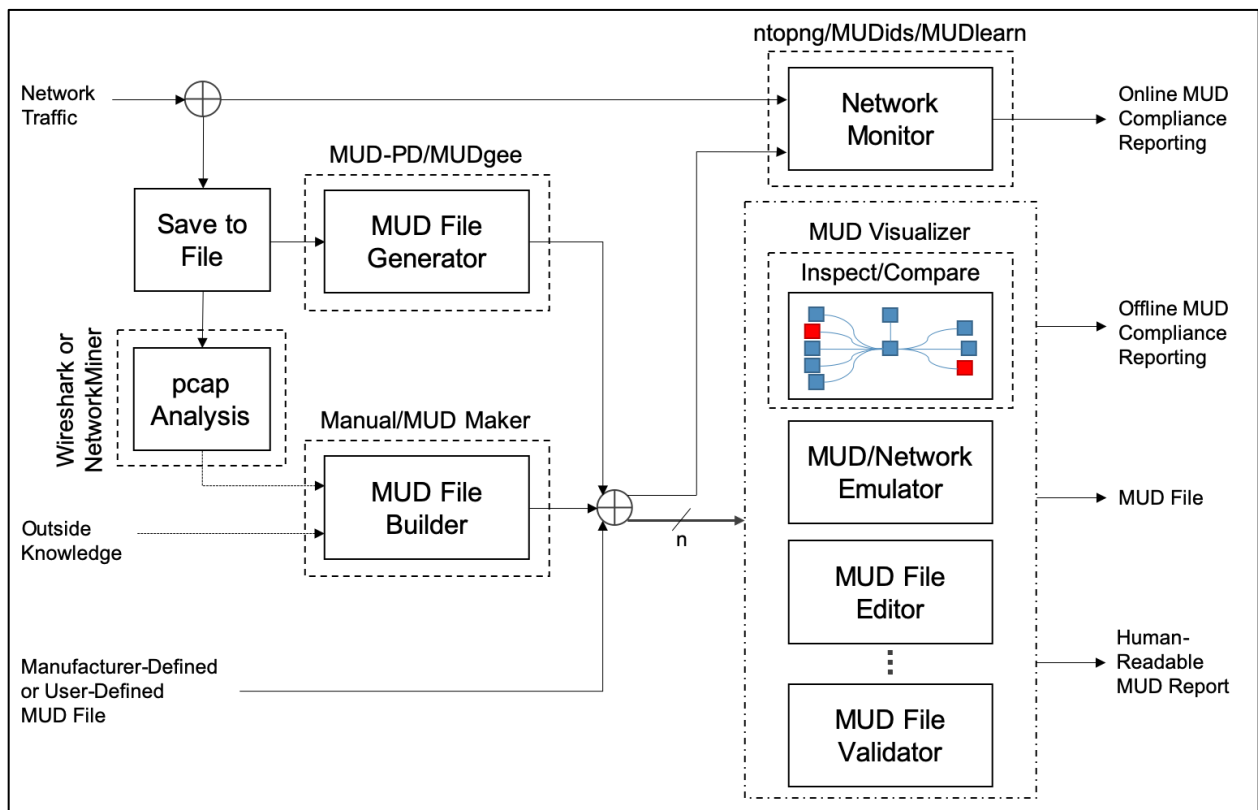 ntopng/MUDids/MUDlearn
Network
Traffic
Network
Monitor
Online MUD
Compliance
Reporting
MUD-PD/MUDgee
Save to
File
MUD File
Generator
MUD Visualizer
Inspect/Compare
Offline MUD
Compliance
Reporting
Wireshark or
NetworkMiner
pcap
Analysis
Manual/MUD Maker
MUD File
Builder
MUD/Network
Emulator
MUD File
Outside
Knowledge
n
MUD File
Editor
Human-
Readable
MUD Report
Manufacturer-Defined
or User-Defined
MUD File
MUD File
Validator